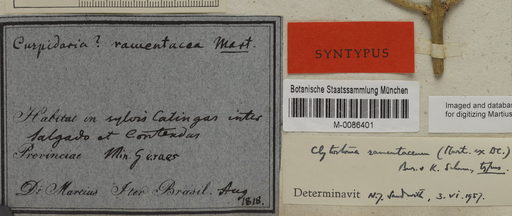 Cuspidaria? ramentacea Mart.
Habitat in sylvis Catingas inter
Salgado et Contendas
Provinciae Min. Geraes
Dr. Martius Iter Brasil. Aug
1818.
SYNTYPUS
Botanische Staatssammlung München
M-0086401
Imaged and databa
for digitizing Martius
Clytostoma ramentaceum (Mart. ex DC.)
Bur. & K. Schum., typus.
Determinavit N.Y. Sandwith, 3. vi. 1957.